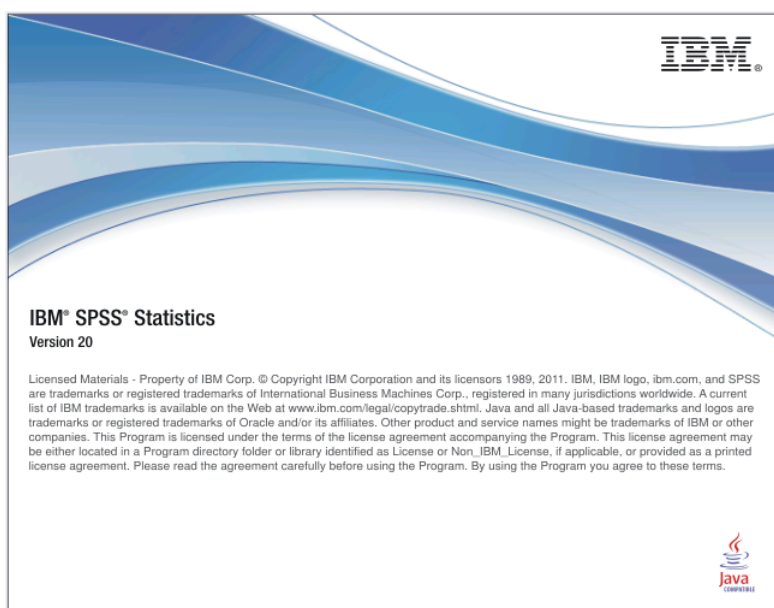 IBM®
IBM® SPSS® Statistics
Version 20
Licensed Materials - Property of IBM Corp. © Copyright IBM Corporation and its licensors 1989, 2011. IBM, IBM logo, ibm.com, and SPSS
are trademarks or registered trademarks of International Business Machines Corp., registered in many jurisdictions worldwide. A current
list of IBM trademarks is available on the Web at www.ibm.com/legal/copytrade.shtml. Java and all Java-based trademarks and logos are
trademarks or registered trademarks of Oracle and/or its affiliates. Other product and service names might be trademarks of IBM or other
companies. This Program is licensed under the terms of the license agreement accompanying the Program. This license agreement may
be either located in a Program directory folder or library identified as License or Non_IBM_License, if applicable, or provided as a printed
license agreement. Please read the agreement carefully before using the Program. By using the Program you agree to these terms.
Java
COMPATIBLE